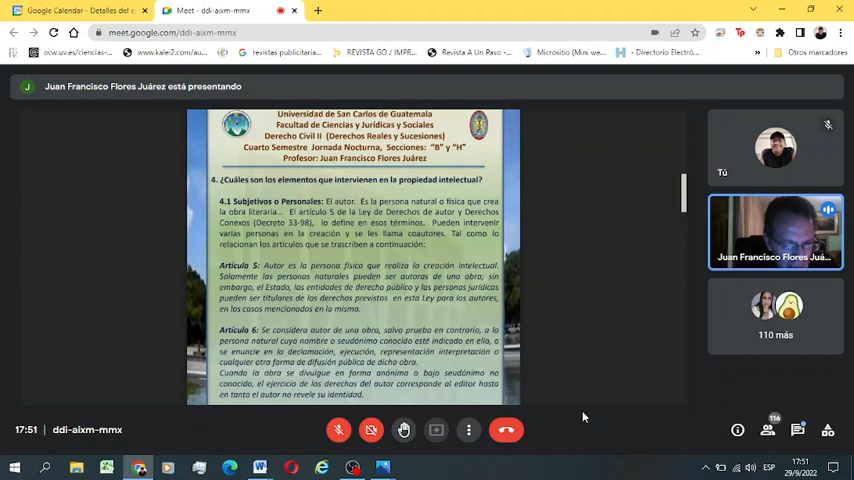 Google Calendar - Detalles del e
Meet - ddi-aixm-mmx
meet.google.com/ddi-aixm-mmx
ocw.uv.es/ciencias-...
www.kalei2.com/au...
revistas publicitaria...
REVISTA GO / IMPR...
Revista A Un Paso -...
Micrositio (Mini we...
- Directorio Electró...
Otros marcadores
J
Juan Francisco Flores Juárez está presentando
Universidad de San Carlos de Guatemala
Facultad de Ciencias y Jurídicas y Sociales
Derecho Civil II (Derechos Reales y Sucesiones)
Cuarto Semestre Jornada Nocturna, Secciones: "B" y "H"
Profesor: Juan Francisco Flores Juárez
4. ¿Cuáles son los elementos que intervienen en la propiedad intelectual?
4.1 Subjetivos o Personales: El autor. Es la persona natural o física que crea
la obra literaria... El artículo 5 de la Ley de Derechos de autor y Derechos
Conexos (Decreto 33-98), lo define en esos términos. Pueden intervenir
varias personas en la creación y se les llama coautores. Tal como lo
relacionan los artículos que se trascriben a continuación:
Artículo 5: Autor es la persona física que realiza la creación intelectual.
Solamente las personas naturales pueden ser autoras de una obra; sin
embargo, el Estado, las entidades de derecho público y las personas jurídicas
pueden ser titulares de los derechos previstos en esta Ley para los autores,
en los casos mencionados en la misma.
Artículo 6: Se considera autor de una obra, salvo prueba en contrario, a la
persona natural cuyo nombre o seudónimo conocido esté indicado en ella, o
se enuncie en la declamación, ejecución, representación interpretación o
cualquier otra forma de difusión pública de dicha obra.
Cuando la obra se divulgue en forma anónima o bajo seudónimo no
conocido, el ejercicio de los derechos del autor corresponde al editor hasta
en tanto el autor no revele su identidad.
Tú
Juan Francisco Flores Juá...
110 más
17:51
ddi-aixm-mmx
116
ESP
17:51
29/9/2022